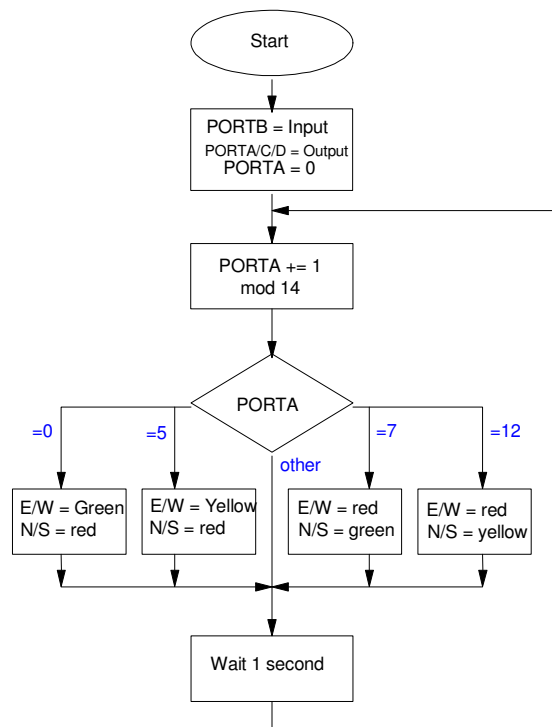 Start
PORTB = Input
PORTA/C/D = Output
PORTA = 0
PORTA += 1
mod 14
PORTA
=0
=5
=7
=12
other
E/W = Green
N/S = red
E/W = Yellow
N/S = red
E/W = red
N/S = green
E/W = red
N/S = yellow
Wait 1 second